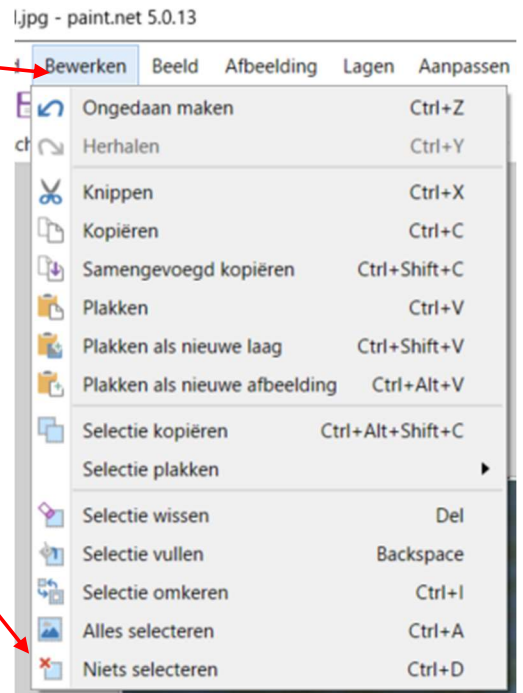 l.jpg - paint.net 5.0.13
Bewerken Beeld Afbeelding Lagen Aanpassen
Ongedaan maken Ctrl+Z
Herhalen Ctrl+Y
Knippen Ctrl+X
Kopiëren Ctrl+C
Samengevoegd kopiëren Ctrl+Shift+C
Plakken Ctrl+V
Plakken als nieuwe laag Ctrl+Shift+V
Plakken als nieuwe afbeelding Ctrl+Alt+V
Selectie kopiëren Ctrl+Alt+Shift+C
Selectie plakken
Selectie wissen Del
Selectie vullen Backspace
Selectie omkeren Ctrl+I
Alles selecteren Ctrl+A
Niets selecteren Ctrl+D